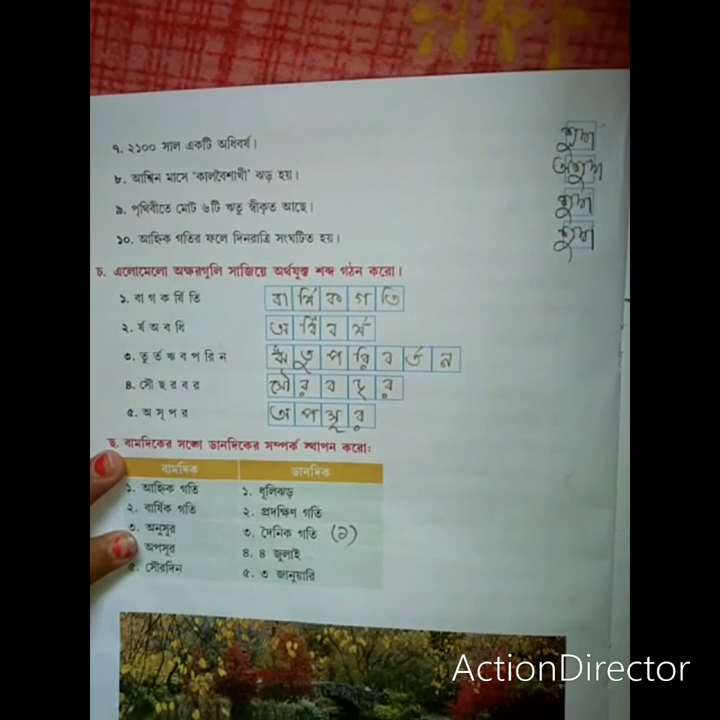 ৭. ২১০০ সাল একটি অধিবর্ষ। শুদ্ধ
৮. আশ্বিন মাসে 'কালবৈশাখী' ঝড় হয়। অশুদ্ধ
৯. পৃথিবীতে মোট ৬টি ঋতু স্বীকৃত আছে। শুদ্ধ
১০. আহ্নিক গতির ফলে দিনরাত্রি সংঘটিত হয়। শুদ্ধ
চ. এলোমেলো অক্ষরগুলি সাজিয়ে অর্থযুক্ত শব্দ গঠন করো।
১. বা গ ক র্ষি তি বা র্ষি ক গ তি
২. র্ষ অ ব ধি অ ধি ব র্ষ
৩. তু র্ত ঋ ব প রি ন ঋ তু প রি ব র্ত ন
৪. সৌ ছ র ব র সৌ র ব ছ র
৫. অ সূ প র অ প সূ র
ছ. বামদিকের সঙ্গে ডানদিকের সম্পর্ক স্থাপন করো:
বামদিক ডানদিক
১. আহ্নিক গতি ১. ধূলিঝড়
২. বার্ষিক গতি ২. প্রদক্ষিণ গতি
৩. অনুসূর ৩. দৈনিক গতি (১)
অপসূর ৪. ৪ জুলাই
৫. সৌরদিন ৫. ৩ জানুয়ারি
ActionDirector